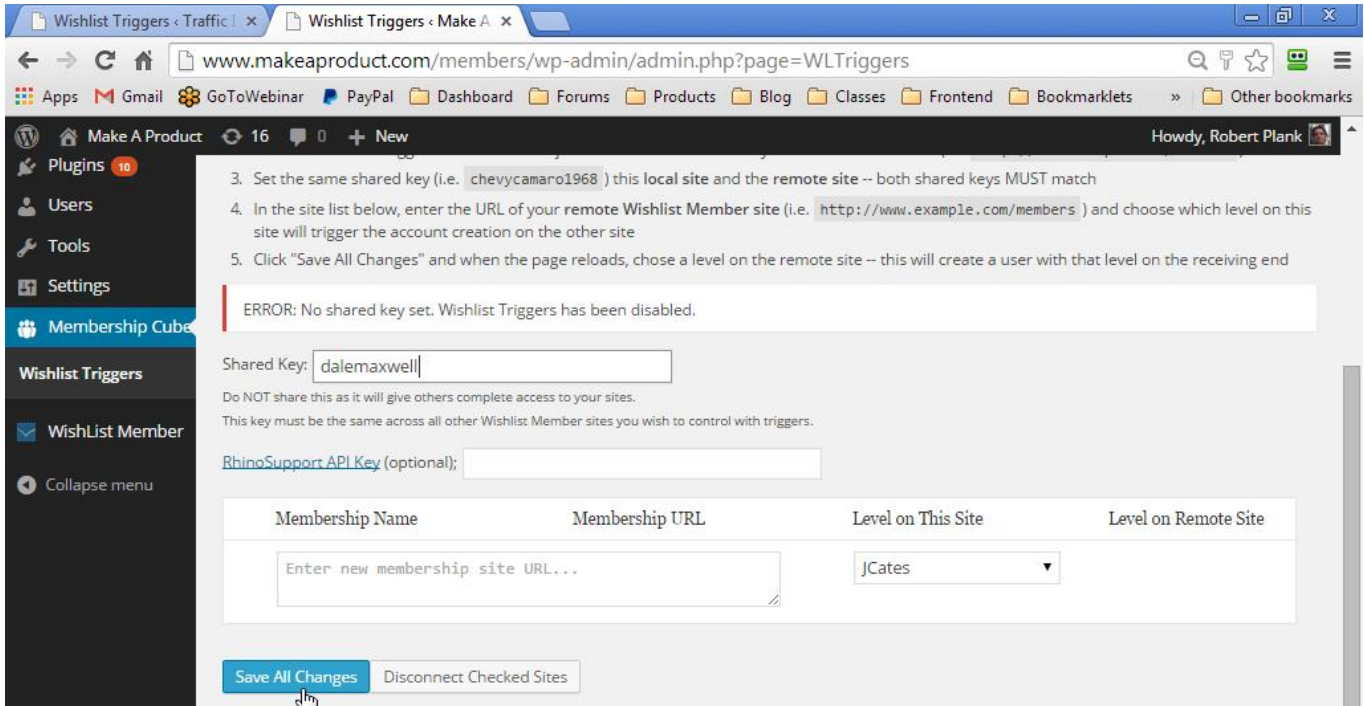 Wishlist Triggers ‹ Traffic
Wishlist Triggers ‹ Make A
www.makeaproduct.com/members/wp-admin/admin.php?page=WLTriggers
Apps Gmail GoToWebinar PayPal Dashboard Forums Products Blog Classes Frontend Bookmarklets » Other bookmarks
Make A Product 16 0 + New Howdy, Robert Plank
Plugins 10
Users
Tools
Settings
Membership Cube
Wishlist Triggers
WishList Member
Collapse menu
3. Set the same shared key (i.e. chevycamaro1968 ) this local site and the remote site -- both shared keys MUST match
4. In the site list below, enter the URL of your remote Wishlist Member site (i.e. http://www.example.com/members ) and choose which level on this
site will trigger the account creation on the other site
5. Click "Save All Changes" and when the page reloads, chose a level on the remote site -- this will create a user with that level on the receiving end
ERROR: No shared key set. Wishlist Triggers has been disabled.
Shared Key: dalemaxwell
Do NOT share this as it will give others complete access to your sites.
This key must be the same across all other Wishlist Member sites you wish to control with triggers.
RhinoSupport API Key (optional);
Membership Name Membership URL Level on This Site Level on Remote Site
Enter new membership site URL... JCates
Save All Changes Disconnect Checked Sites